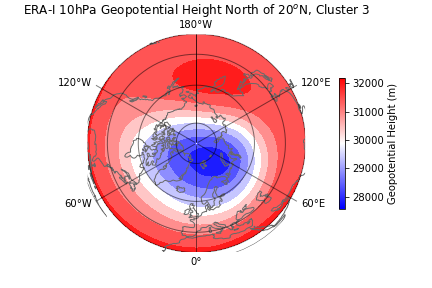 ERA-I 10hPa Geopotential Height North of 20°N, Cluster 3
180°W
120°W
120°E
60°W
60°E
0°
32000
31000
30000
29000
28000
Geopotential Height (m)